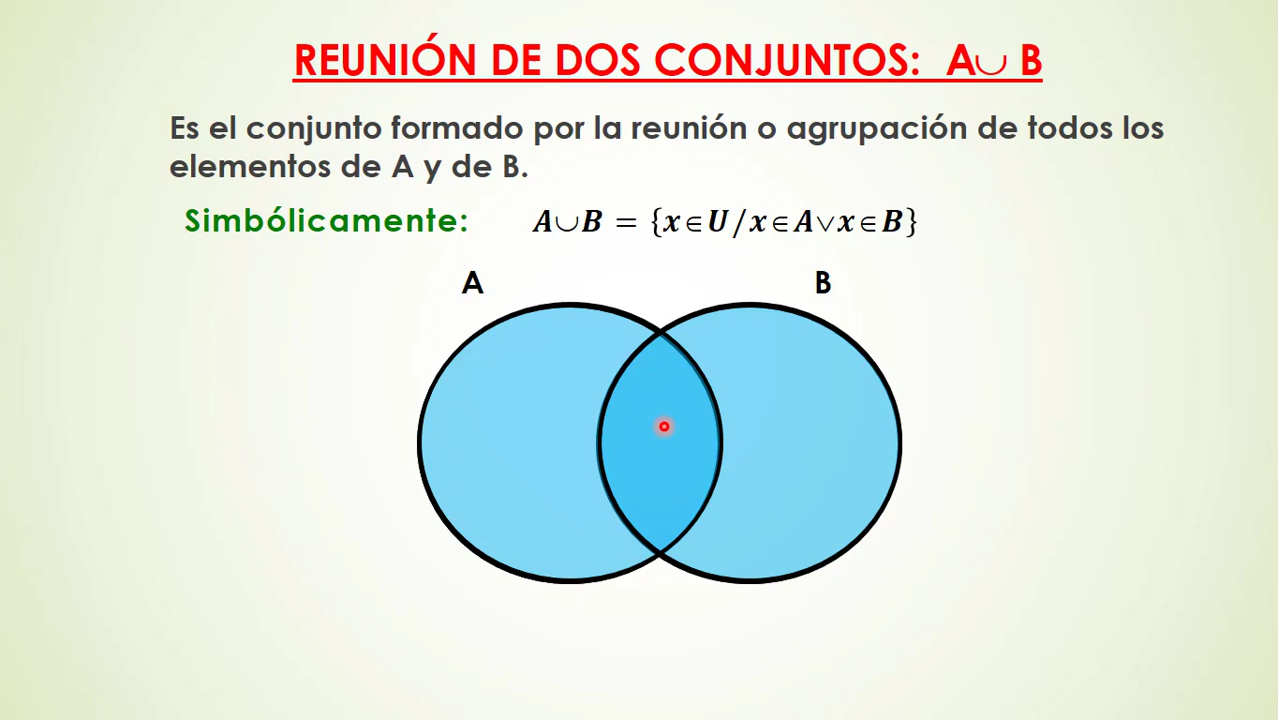 REUNIÓN DE DOS CONJUNTOS: A∪ B
Es el conjunto formado por la reunión o agrupación de todos los
elementos de A y de B.
Simbólicamente: A∪B = {x∈U/x∈A∨x∈B}
A B